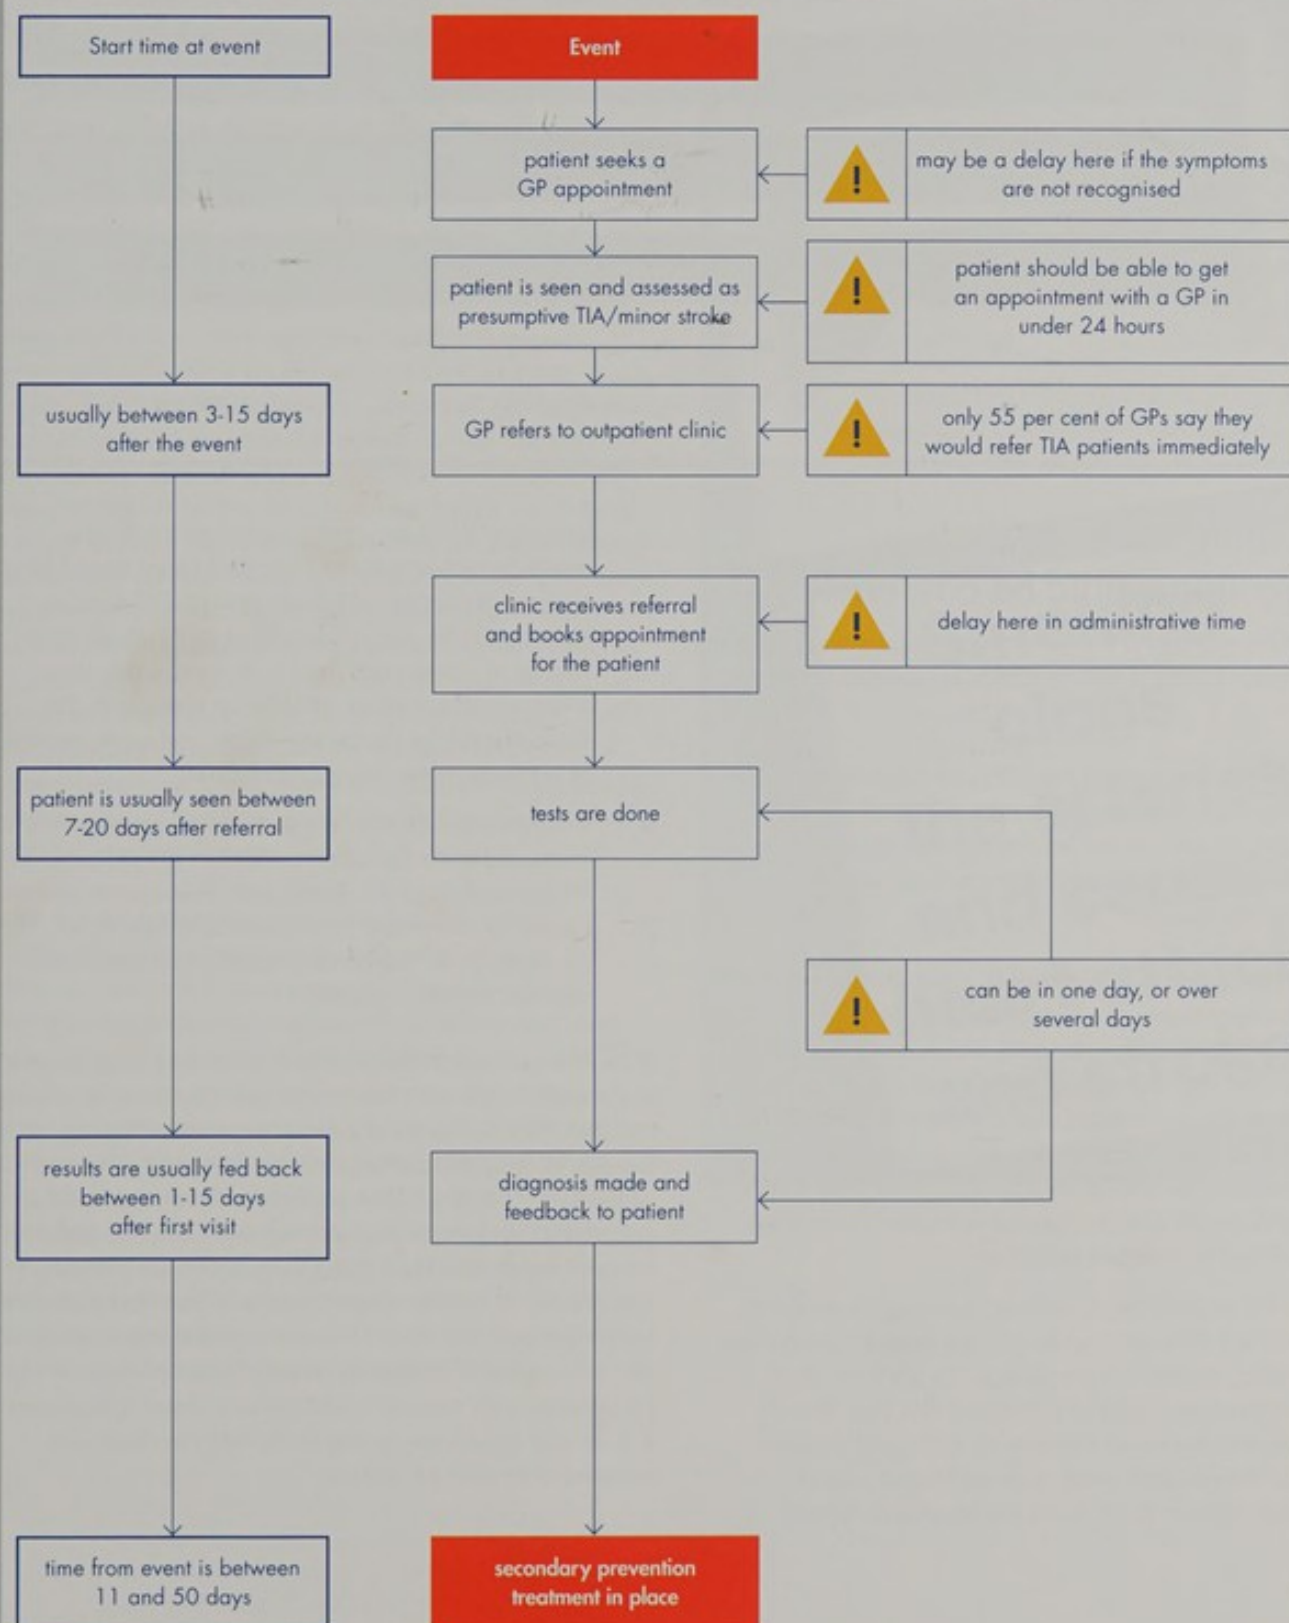 Start time at event
Event
patient seeks a
GP appointment
!
may be a delay here if the symptoms
are not recognised
patient is seen and assessed as
presumptive TIA/minor stroke
!
patient should be able to get
an appointment with a GP in
under 24 hours
usually between 3-15 days
after the event
GP refers to outpatient clinic
!
only 55 per cent of GPs say they
would refer TIA patients immediately
clinic receives referral
and books appointment
for the patient
!
delay here in administrative time
patient is usually seen between
7-20 days after referral
tests are done
!
can be in one day, or over
several days
results are usually fed back
between 1-15 days
after first visit
diagnosis made and
feedback to patient
time from event is between
11 and 50 days
secondary prevention
treatment in place